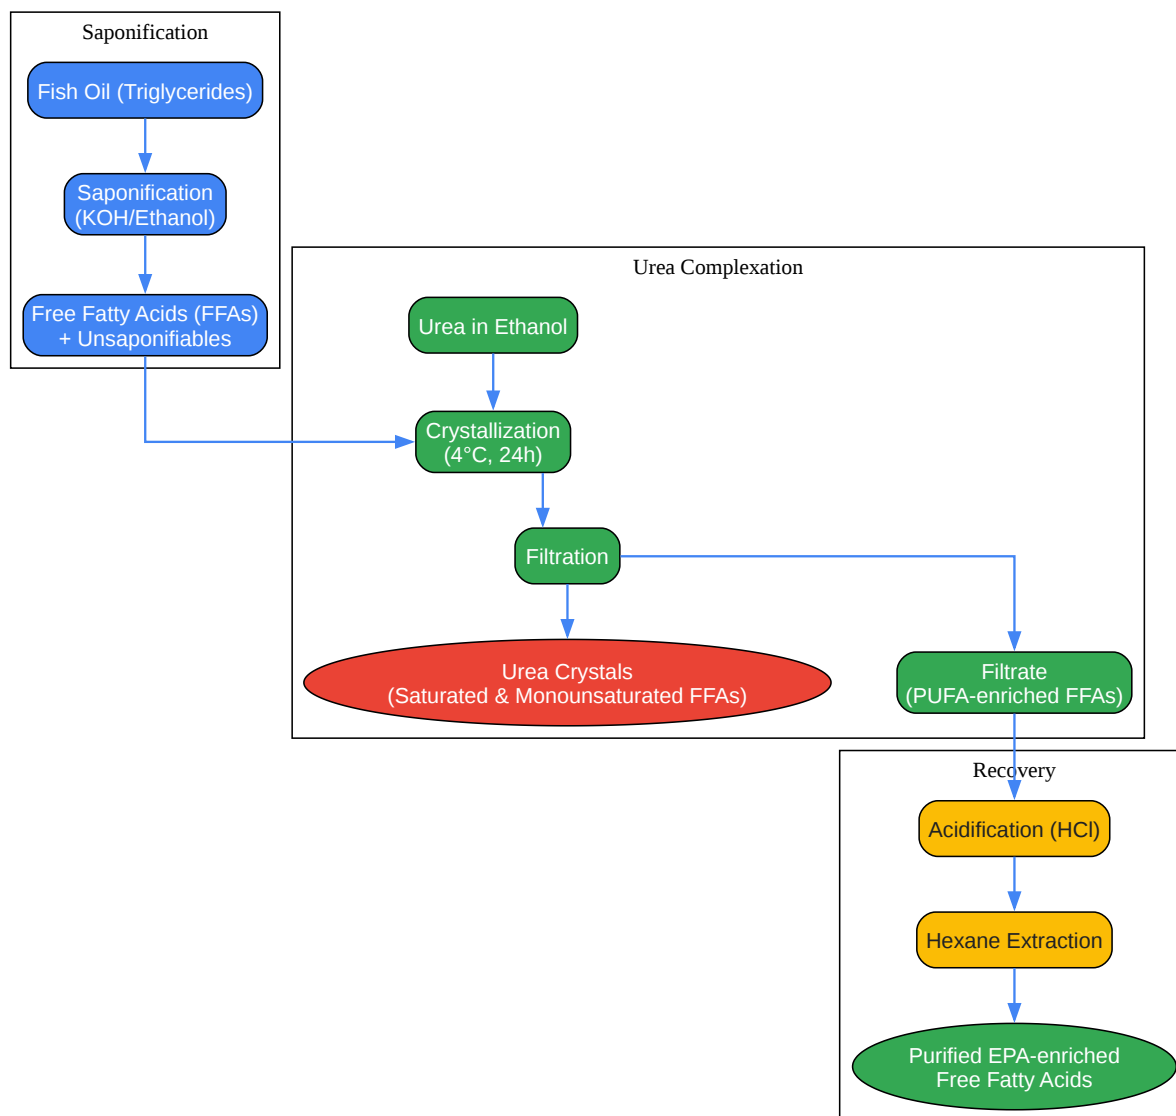 Saponification
Fish Oil (Triglycerides)
Saponification
(KOH/Ethanol)
Free Fatty Acids (FFAs)
+ Unsaponifiables
Urea Complexation
Urea in Ethanol
Crystallization
(4°C, 24h)
Filtration
Urea Crystals
(Saturated & Monounsaturated FFAs)
Filtrate
(PUFA-enriched FFAs)
Recovery
Acidification (HCl)
Hexane Extraction
Purified EPA-enriched
Free Fatty Acids